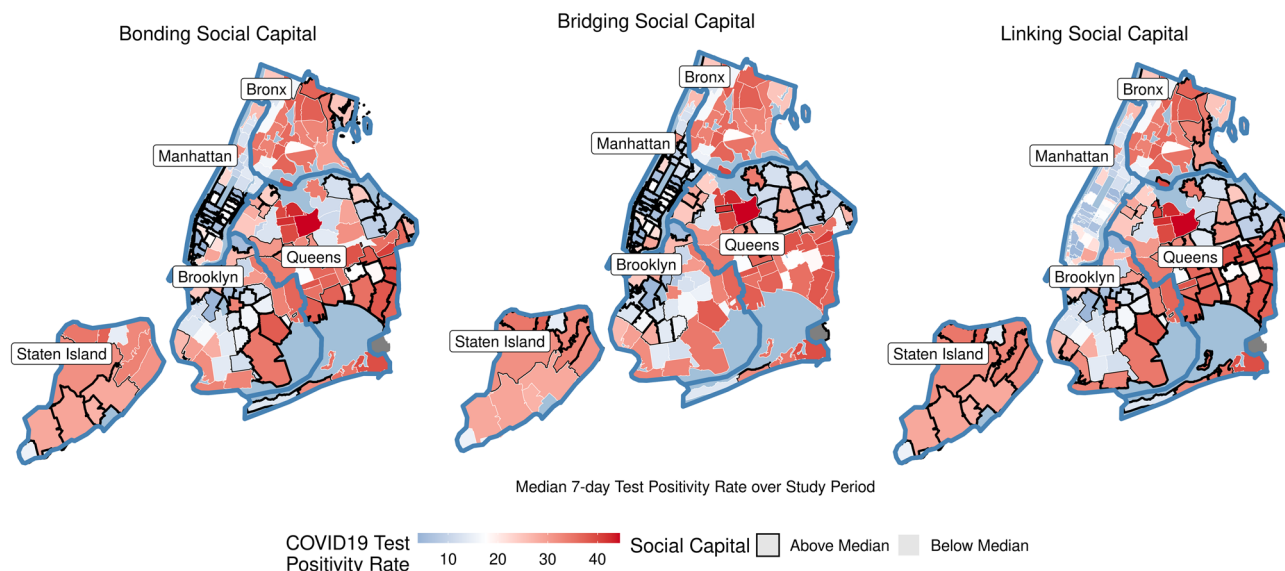 Bonding Social Capital
Bridging Social Capital
Linking Social Capital
Bronx
Manhattan
Brooklyn
Queens
Staten Island
Bronx
Manhattan
Brooklyn
Queens
Staten Island
Bronx
Manhattan
Brooklyn
Queens
Staten Island
Median 7-day Test Positivity Rate over Study Period
COVID19 Test
Positivity Rate
10
20
30
40
Social Capital
Above Median
Below Median